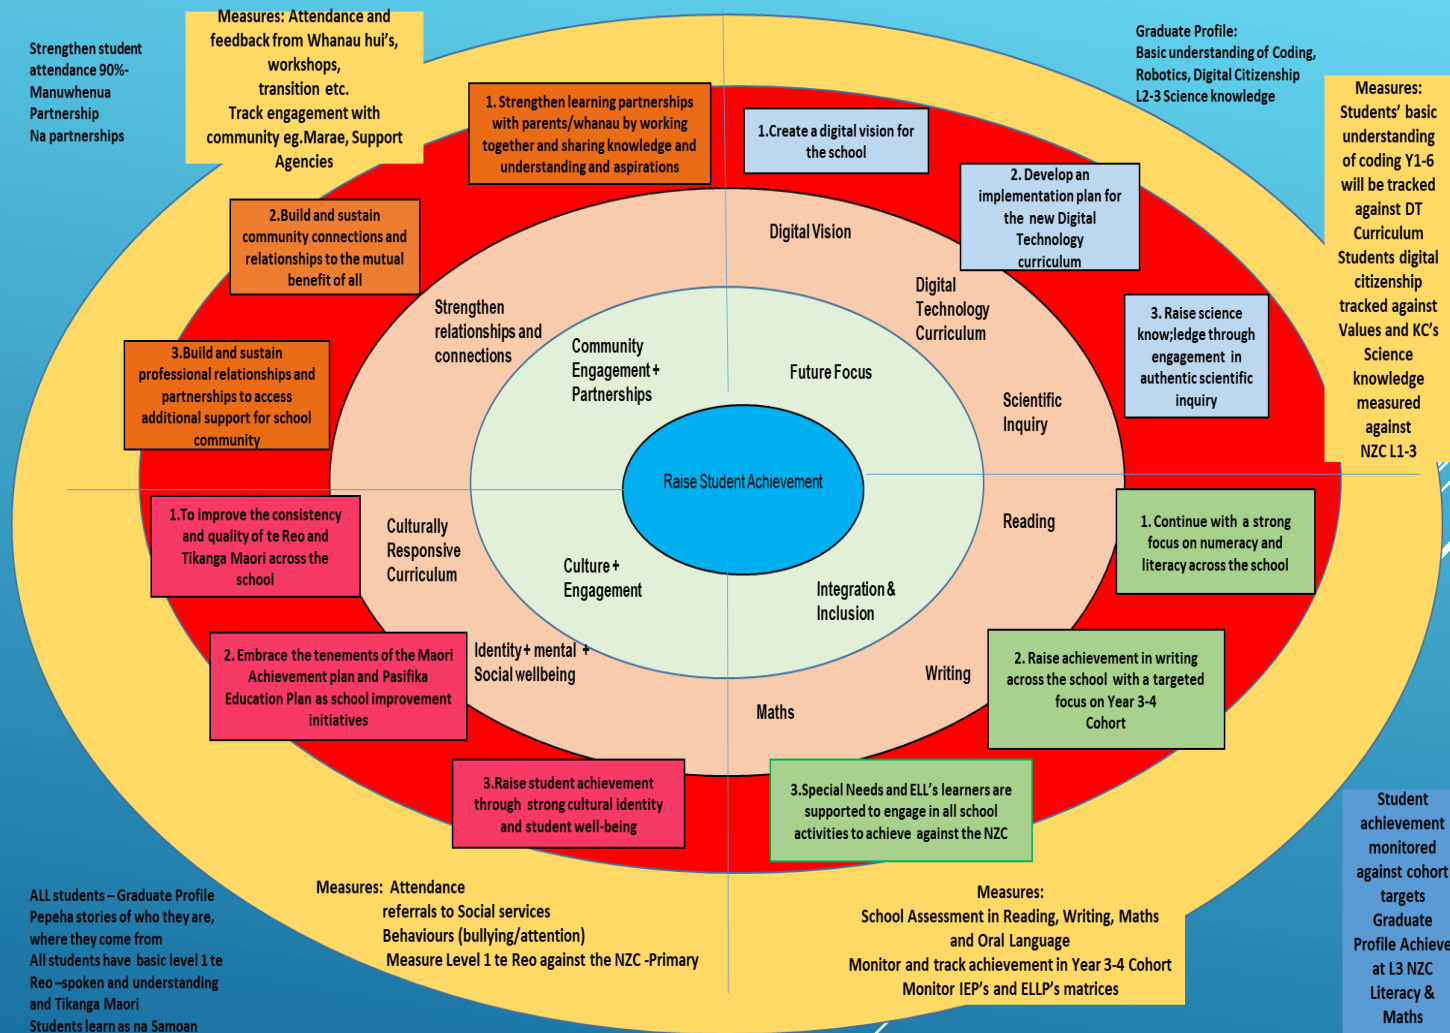 Strengthen student
attendance 90%-
Manuwhenua
Partnership
Na partnerships
Measures: Attendance and
feedback from Whanau hui's,
workshops,
transition etc.
Track engagement with
community eg.Marae, Support
Agencies
Graduate Profile:
Basic understanding of Coding,
Robotics, Digital Citizenship
L2-3 Science knowledge
Measures:
Students' basic
understanding
of coding Y1-6
will be tracked
against DT
Curriculum
Students digital
citizenship
tracked against
Values and KC's
Science
knowledge
measured
against
NZC L1-3
1. Strengthen learning partnerships
with parents/whanau by working
together and sharing knowledge and
understanding and aspirations
2.Build and sustain
community connections and
relationships to the mutual
benefit of all
3.Build and sustain
professional relationships and
partnerships to access
additional support for school
community
1.Create a digital vision for
the school
2. Develop an
implementation plan for
the new Digital
Technology
curriculum
3. Raise science
know;ledge through
engagement in
authentic scientific
inquiry
Strengthen
relationships and
connections
Digital Vision
Digital
Technology
Curriculum
Scientific
Inquiry
Community
Engagement +
Partnerships
Future Focus
Raise Student Achievement
Culture +
Engagement
Integration &
Inclusion
Culturally
Responsive
Curriculum
Identity + mental +
Social wellbeing
Reading
Writing
Maths
1.To improve the consistency
and quality of te Reo and
Tikanga Maori across the
school
2. Embrace the tenements of the Maori
Achievement plan and Pasifika
Education Plan as school improvement
initiatives
3.Raise student achievement
through strong cultural identity
and student well-being
1. Continue with a strong
focus on numeracy and
literacy across the school
2. Raise achievement in writing
across the school with a targeted
focus on Year 3-4
Cohort
3.Special Needs and ELL's learners are
supported to engage in all school
activities to achieve against the NZC
ALL students – Graduate Profile
Pepeha stories of who they are,
where they come from
All students have basic level 1 te
Reo –spoken and understanding
and Tikanga Maori
Students learn as na Samoan
Measures: Attendance
referrals to Social services
Behaviours (bullying/attention)
Measure Level 1 te Reo against the NZC -Primary
Measures:
School Assessment in Reading, Writing, Maths
and Oral Language
Monitor and track achievement in Year 3-4 Cohort
Monitor IEP's and ELLP's matrices
Student
achievement
monitored
against cohort
targets
Graduate
Profile Achieve
at L3 NZC
Literacy &
Maths